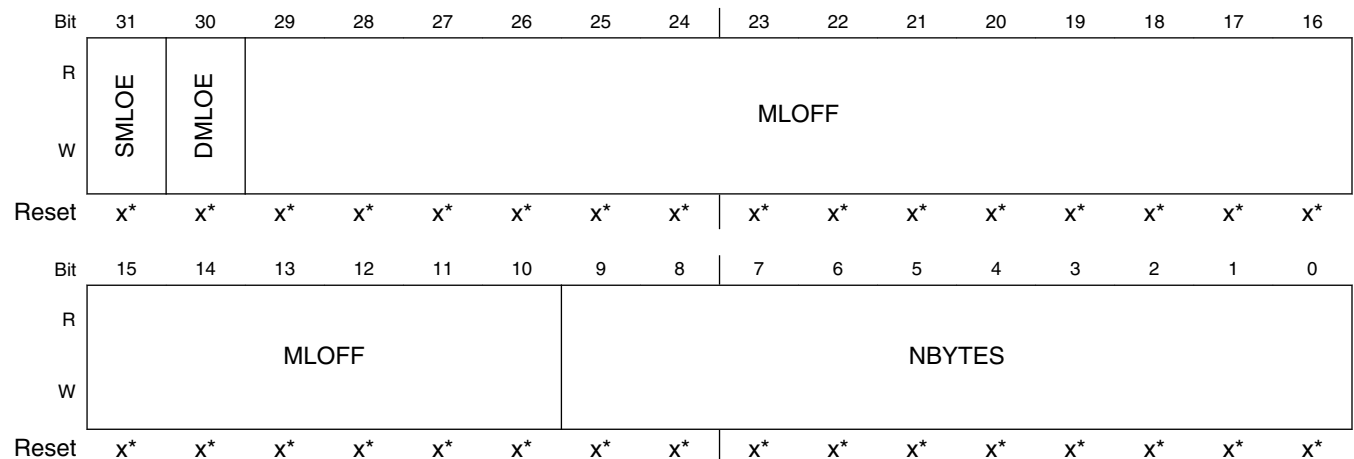 Bit 31 30 29 28 27 26 25 24 23 22 21 20 19 18 17 16
R
SMLOE DMLOE MLOFF
W
Reset x* x* x* x* x* x* x* x* x* x* x* x* x* x* x* x*
Bit 15 14 13 12 11 10 9 8 7 6 5 4 3 2 1 0
R
MLOFF NBYTES
W
Reset x* x* x* x* x* x* x* x* x* x* x* x* x* x* x* x*